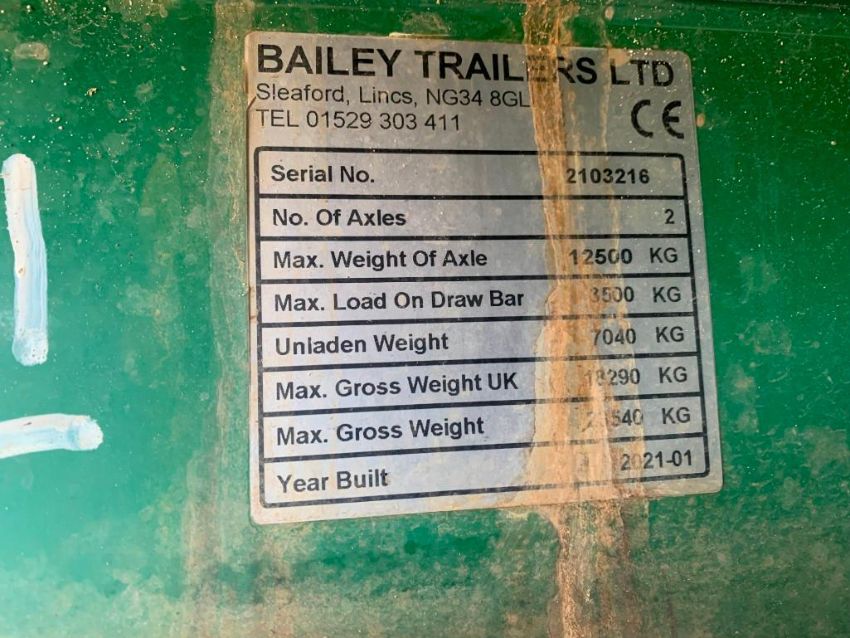 BAILEY TRAILERS LTD
Sleaford, Lincs, NG34 8GL
TEL 01529 303 411
CE
Serial No. 2103216
No. Of Axles 2
Max. Weight Of Axle 12500 KG
Max. Load On Draw Bar 3500 KG
Unladen Weight 7040 KG
Max. Gross Weight UK 18290 KG
Max. Gross Weight KG
Year Built 2021-01